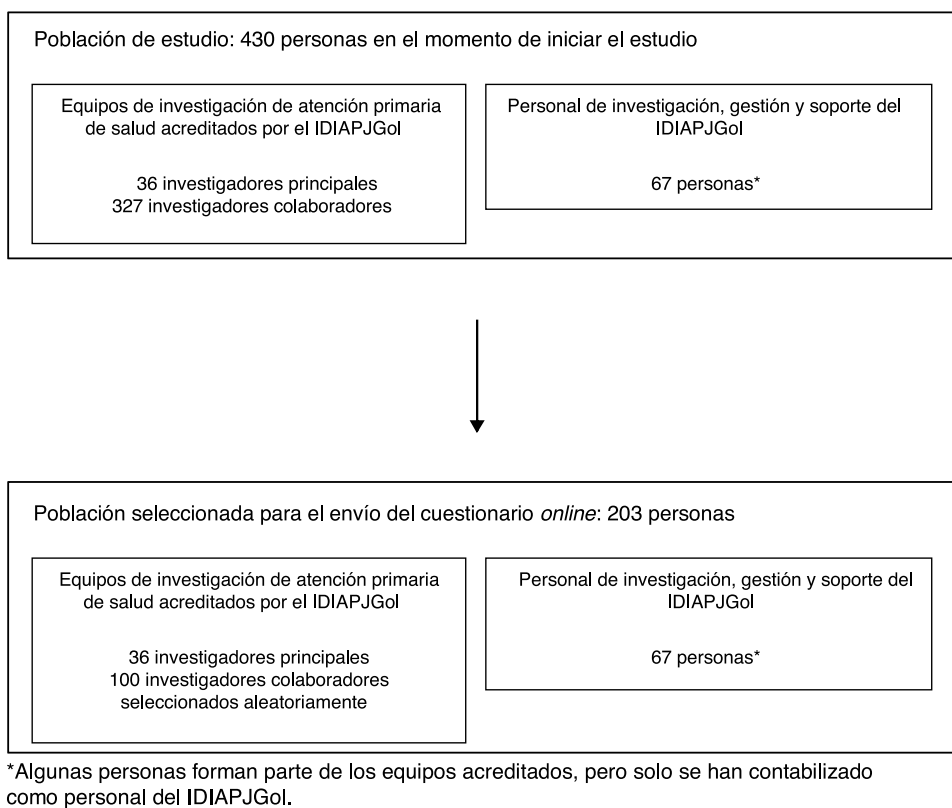 Población de estudio: 430 personas en el momento de iniciar el estudio
Equipos de investigación de atención primaria
de salud acreditados por el IDIAPJGol
36 investigadores principales
327 investigadores colaboradores
Personal de investigación, gestión y soporte del
IDIAPJGol
67 personas*
Población seleccionada para el envío del cuestionario online: 203 personas
Equipos de investigación de atención primaria
de salud acreditados por el IDIAPJGol
36 investigadores principales
100 investigadores colaboradores
seleccionados aleatoriamente
Personal de investigación, gestión y soporte del
IDIAPJGol
67 personas*
*Algunas personas forman parte de los equipos acreditados, pero solo se han contabilizado
como personal del IDIAPJGol.